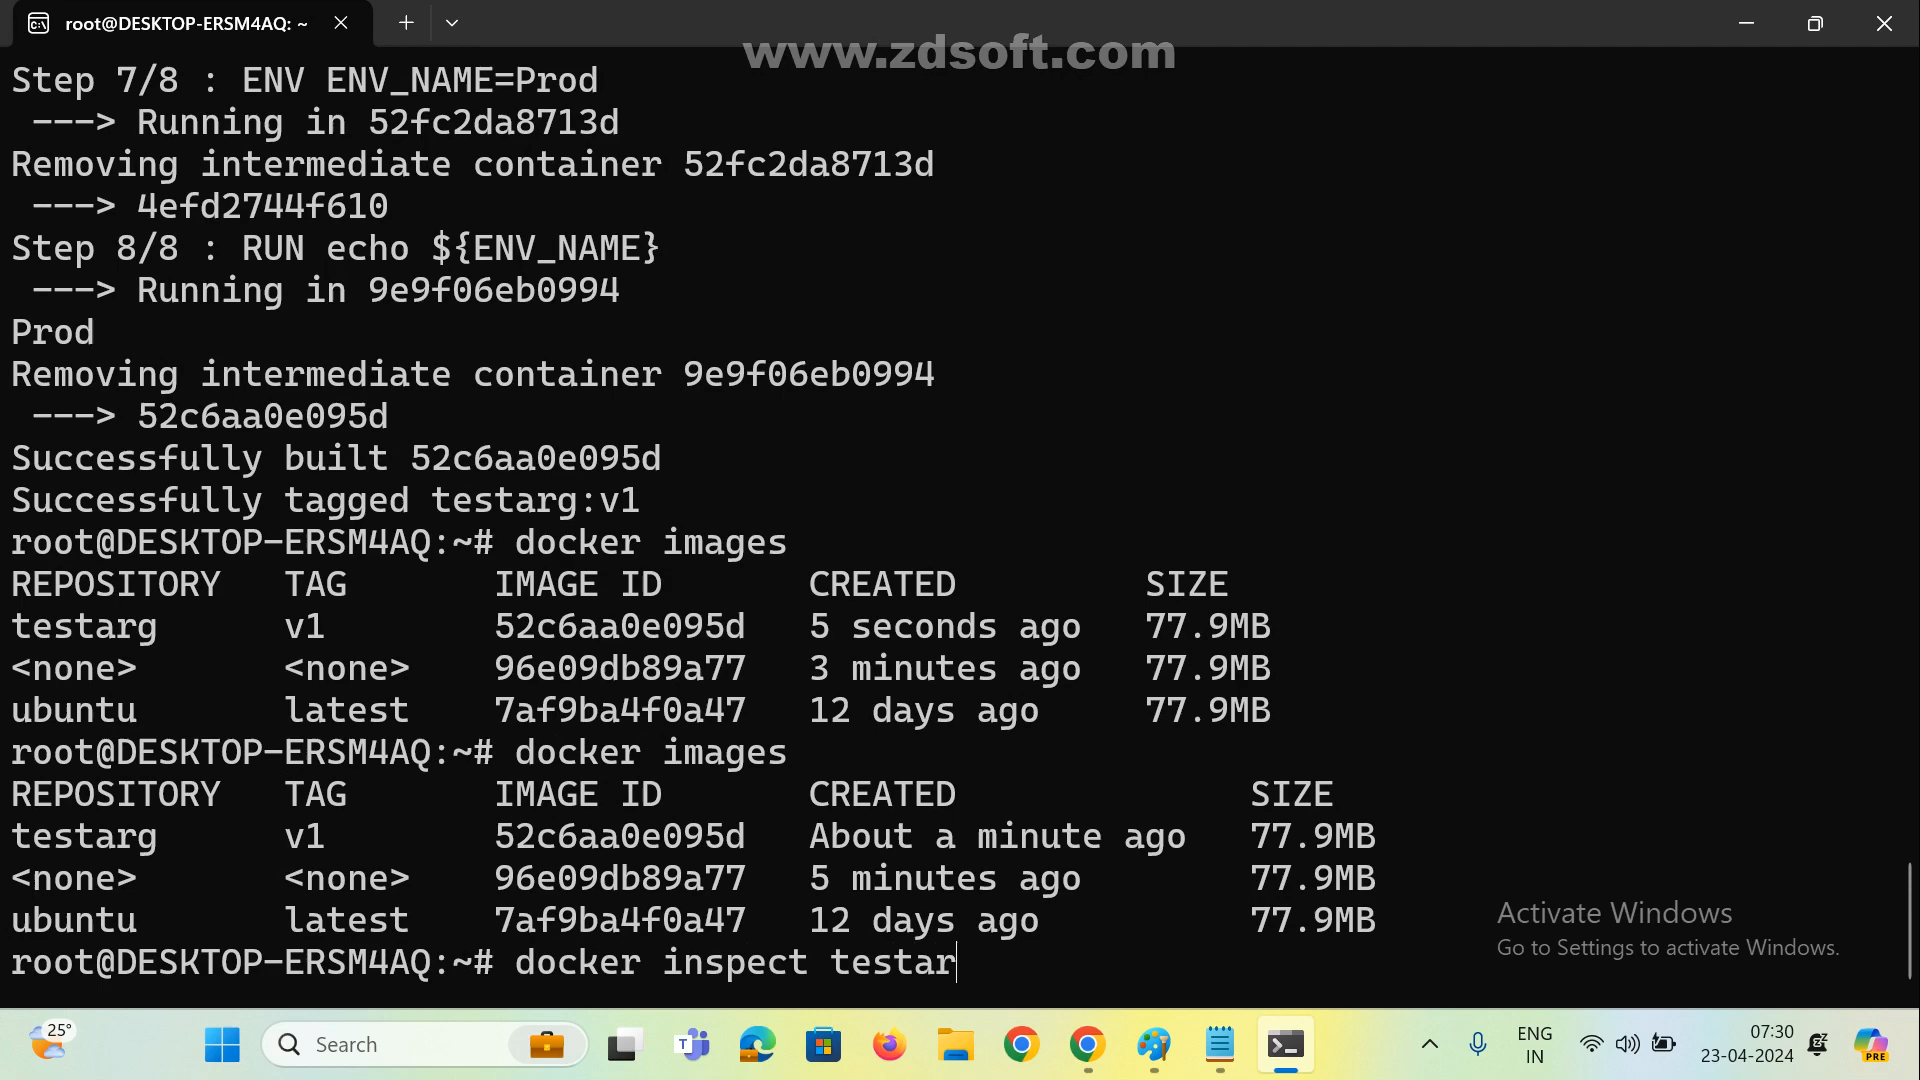 root@DESKTOP-ERSM4AQ: ~
www.zdsoft.com
Step 7/8 : ENV ENV_NAME=Prod
---> Running in 52fc2da8713d
Removing intermediate container 52fc2da8713d
---> 4efd2744f610
Step 8/8 : RUN echo ${ENV_NAME}
---> Running in 9e9f06eb0994
Prod
Removing intermediate container 9e9f06eb0994
---> 52c6aa0e095d
Successfully built 52c6aa0e095d
Successfully tagged testarg:v1
root@DESKTOP-ERSM4AQ:~# docker images
REPOSITORY TAG IMAGE ID CREATED SIZE
testarg v1 52c6aa0e095d 5 seconds ago 77.9MB
<none> <none> 96e09db89a77 3 minutes ago 77.9MB
ubuntu latest 7af9ba4f0a47 12 days ago 77.9MB
root@DESKTOP-ERSM4AQ:~# docker images
REPOSITORY TAG IMAGE ID CREATED SIZE
testarg v1 52c6aa0e095d About a minute ago 77.9MB
<none> <none> 96e09db89a77 5 minutes ago 77.9MB
ubuntu latest 7af9ba4f0a47 12 days ago 77.9MB
root@DESKTOP-ERSM4AQ:~# docker inspect testar
Activate Windows
Go to Settings to activate Windows.
25°
Search
ENG
IN
07:30
23-04-2024
PRE